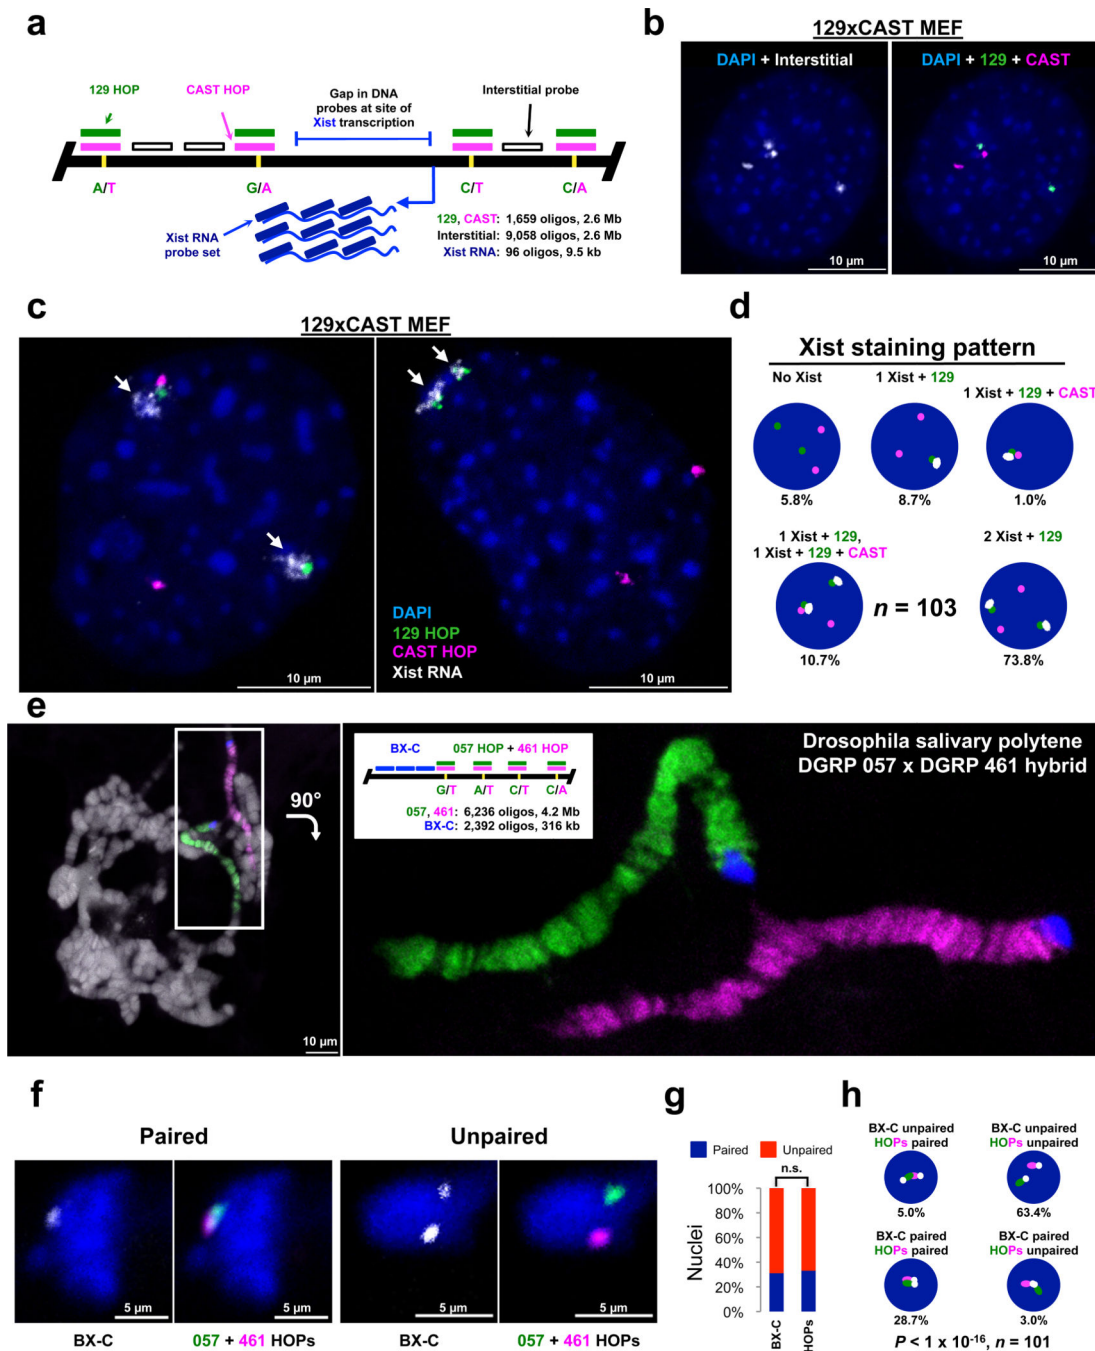 a
129 HOP
CAST HOP
Gap in DNA
probes at site of
Xist transcription
Interstitial probe
A/T
G/A
C/T
C/A
Xist RNA
probe set
129, CAST: 1,659 oligos, 2.6 Mb
Interstitial: 9,058 oligos, 2.6 Mb
Xist RNA: 96 oligos, 9.5 kb
b
129xCAST MEF
DAPI + Interstitial
DAPI + 129 + CAST
10 µm
10 µm
c
129xCAST MEF
DAPI
129 HOP
CAST HOP
Xist RNA
10 µm
10 µm
d
Xist staining pattern
No Xist
1 Xist + 129
1 Xist + 129 + CAST
5.8%
8.7%
1.0%
1 Xist + 129,
1 Xist + 129 + CAST
2 Xist + 129
n = 103
10.7%
73.8%
e
90°
10 µm
BX-C
057 HOP + 461 HOP
G/T
A/T
C/T
C/A
057, 461: 6,236 oligos, 4.2 Mb
BX-C: 2,392 oligos, 316 kb
Drosophila salivary polytene
DGRP 057 x DGRP 461 hybrid
f
Paired
Unpaired
5 µm
5 µm
5 µm
5 µm
BX-C
057 + 461 HOPs
BX-C
057 + 461 HOPs
g
Paired
Unpaired
n.s.
100%
80%
60%
40%
20%
0%
Nuclei
BX-C
HOPs
h
BX-C unpaired
HOPs paired
BX-C unpaired
HOPs unpaired
5.0%
63.4%
BX-C paired
HOPs paired
BX-C paired
HOPs unpaired
28.7%
3.0%
P < 1 x 10⁻¹⁶, n = 101